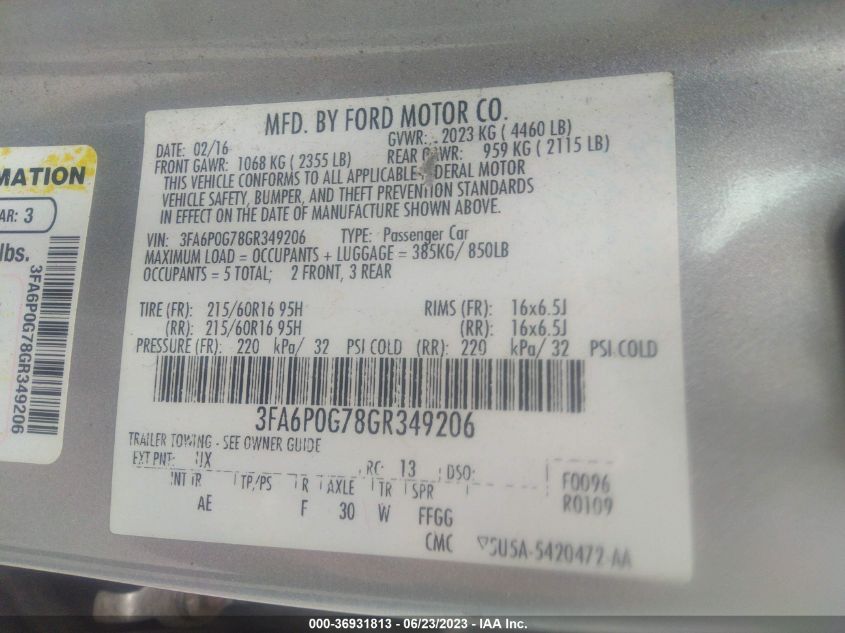 MATION
AR: 3
lbs.
3FA6P0G78GR349206
MFD. BY FORD MOTOR CO.
DATE: 02/16 GVWR: 2023 KG ( 4460 LB)
FRONT GAWR: 1068 KG ( 2355 LB) REAR GAWR: 959 KG ( 2115 LB)
THIS VEHICLE CONFORMS TO ALL APPLICABLE FEDERAL MOTOR
VEHICLE SAFETY, BUMPER, AND THEFT PREVENTION STANDARDS
IN EFFECT ON THE DATE OF MANUFACTURE SHOWN ABOVE.
VIN: 3FA6P0G78GR349206 TYPE: Passenger Car
MAXIMUM LOAD = OCCUPANTS + LUGGAGE = 385KG/ 850LB
OCCUPANTS = 5 TOTAL; 2 FRONT, 3 REAR
TIRE (FR): 215/60R16 95H RIMS (FR): 16x6.5J
(RR): 215/60R16 95H (RR): 16x6.5J
PRESSURE (FR): 220 kPa/ 32 PSI COLD (RR): 220 kPa/ 32 PSI COLD
3FA6P0G78GR349206
TRAILER TOWING - SEE OWNER GUIDE
EXT PNT: UX RC: 13 DSO: F0096
INT TR TP/PS R AXLE TR SPR R0109
AE F 30 W FFGG
CMC 5U5A-5420472-AA
000-36931813 - 06/23/2023 - IAA Inc.